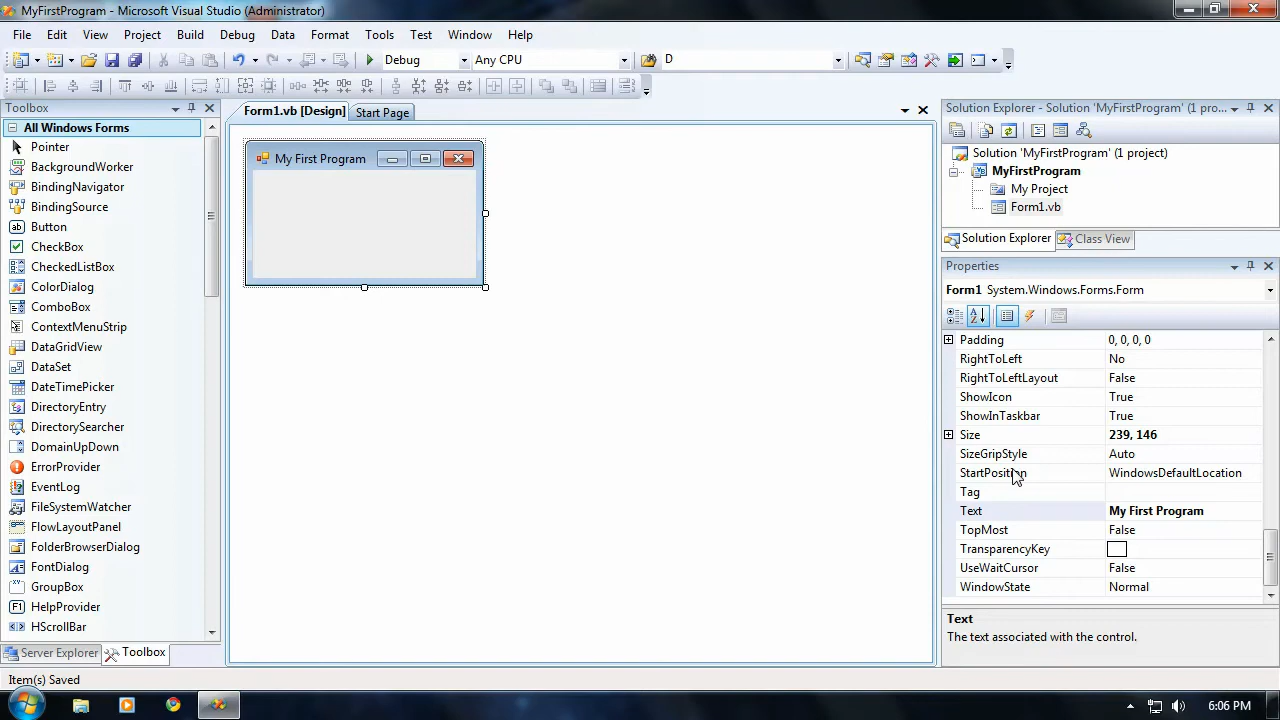 MyFirstProgram - Microsoft Visual Studio (Administrator)
File Edit View Project Build Debug Data Format Tools Test Window Help
Debug Any CPU D
Toolbox
All Windows Forms
Pointer
BackgroundWorker
BindingNavigator
BindingSource
ab Button
CheckBox
CheckedListBox
ColorDialog
ComboBox
ContextMenuStrip
DataGridView
DataSet
DateTimePicker
DirectoryEntry
DirectorySearcher
DomainUpDown
ErrorProvider
EventLog
FileSystemWatcher
FlowLayoutPanel
FolderBrowserDialog
FontDialog
GroupBox
HelpProvider
HScrollBar
Server Explorer Toolbox
Form1.vb [Design] Start Page
My First Program
Solution Explorer - Solution 'MyFirstProgram' (1 pro...
Solution 'MyFirstProgram' (1 project)
MyFirstProgram
My Project
Form1.vb
Solution Explorer Class View
Properties
Form1 System.Windows.Forms.Form
Padding 0, 0, 0, 0
RightToLeft No
RightToLeftLayout False
ShowIcon True
ShowInTaskbar True
Size 239, 146
SizeGripStyle Auto
StartPosition WindowsDefaultLocation
Tag
Text My First Program
TopMost False
TransparencyKey
UseWaitCursor False
WindowState Normal
Text
The text associated with the control.
Item(s) Saved
6:06 PM